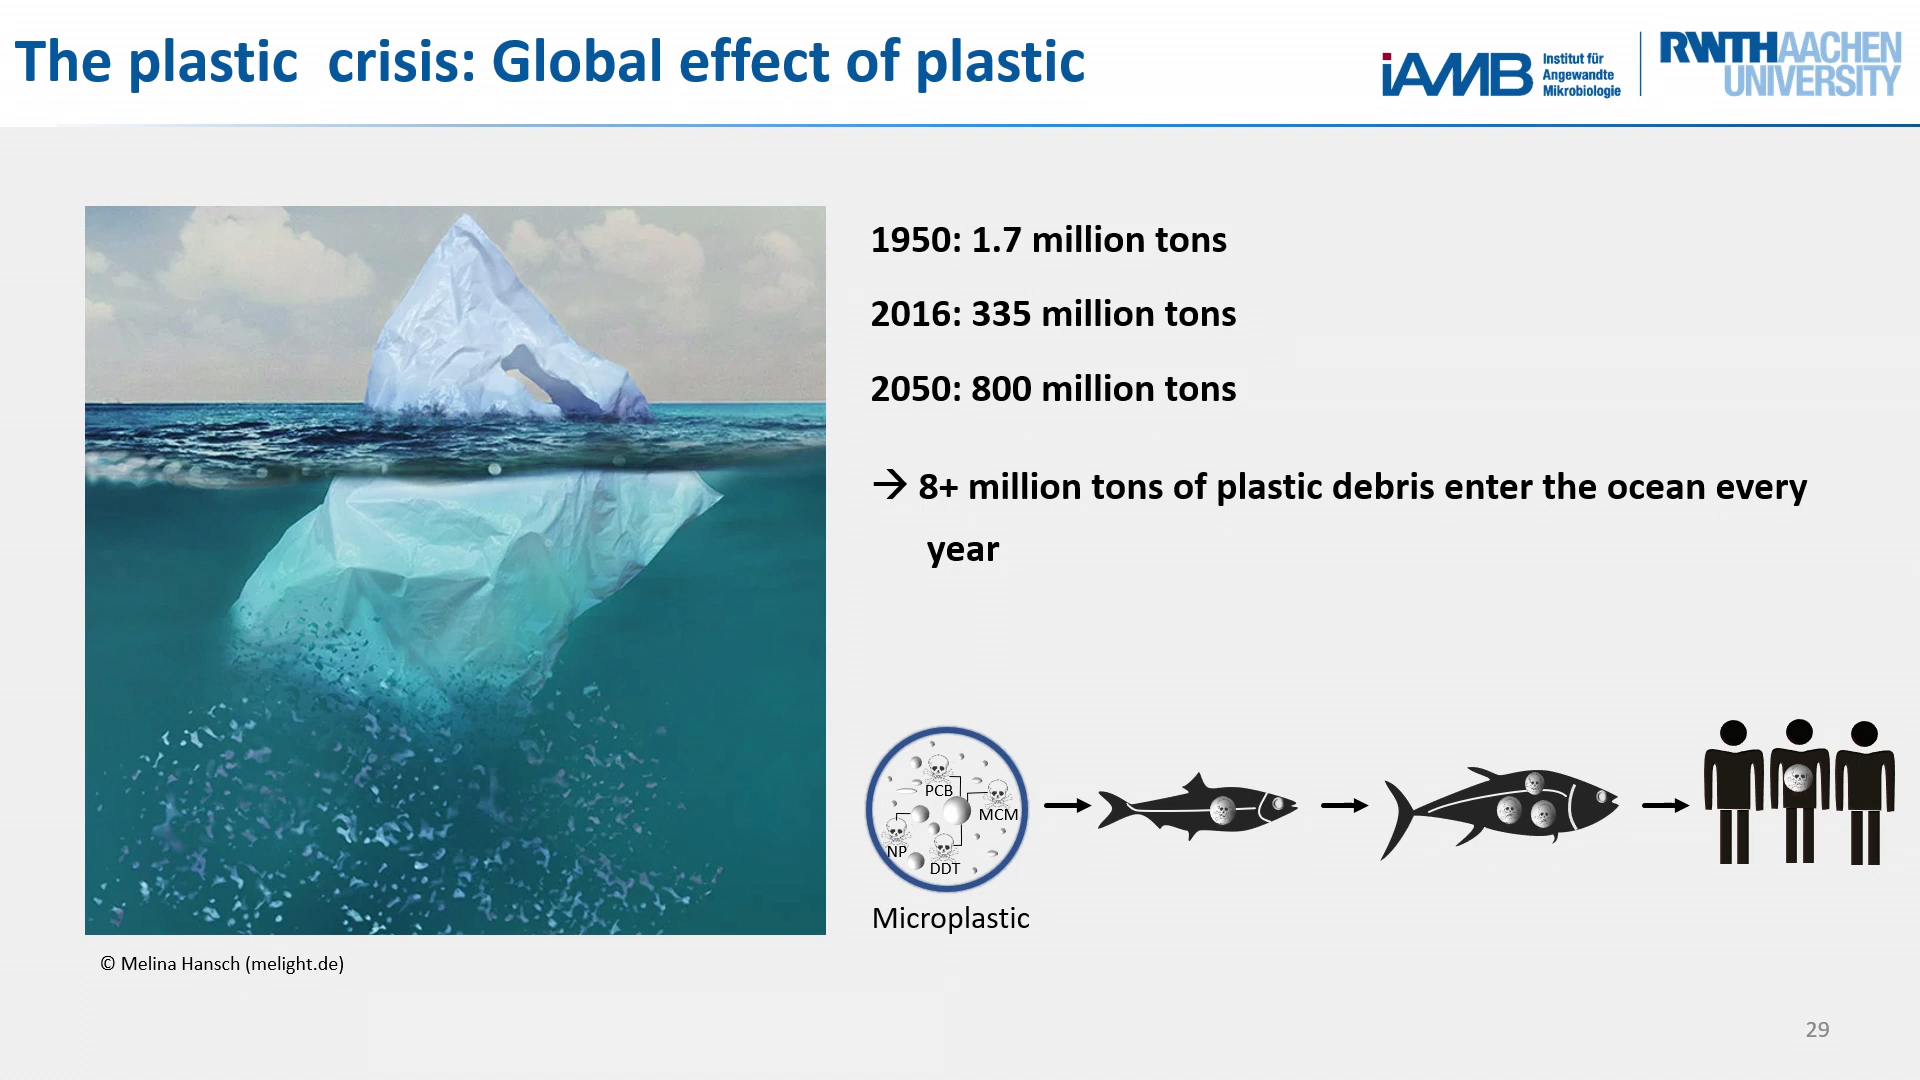 The plastic  crisis: Global effect of plastic
iAMB
Institut für
Angewandte
Mikrobiologie
RWTHAACHEN
UNIVERSITY
1950: 1.7 million tons
2016: 335 million tons
2050: 800 million tons
→ 8+ million tons of plastic debris enter the ocean every
year
PCB
MCM
NP
DDT
Microplastic
© Melina Hansch (melight.de)
29